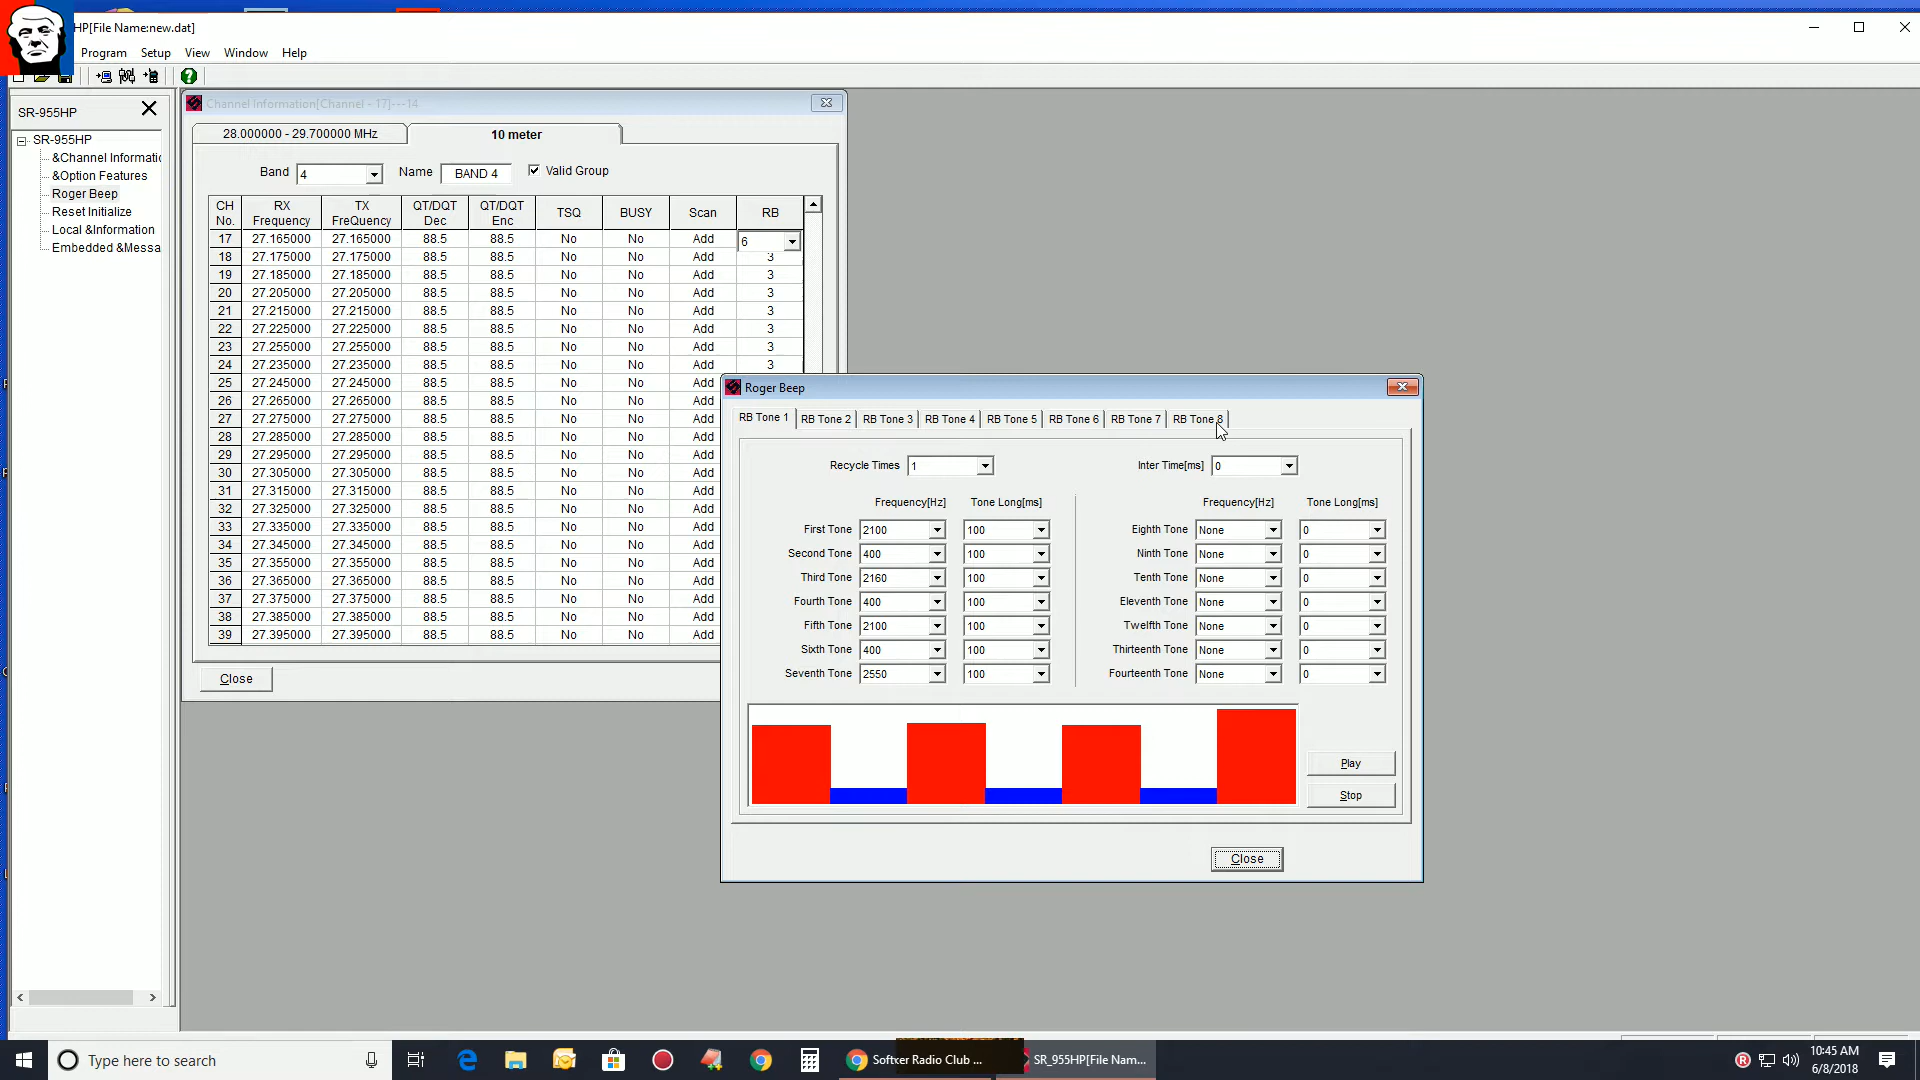 HP[File Name:new.dat]
Program Setup View Window Help
SR-955HP
SR-955HP
&Channel Informatic
&Option Features
Roger Beep
Reset Initialize
Local &Information
Embedded &Messa
Channel Information[Channel - 17]---14
28.000000 - 29.700000 MHz 10 meter
Band 4 Name BAND 4 Valid Group
CH No. RX Frequency TX FreQuency QT/DQT Dec QT/DQT Enc TSQ BUSY Scan RB
17 27.165000 27.165000 88.5 88.5 No No Add 6
18 27.175000 27.175000 88.5 88.5 No No Add 3
19 27.185000 27.185000 88.5 88.5 No No Add 3
20 27.205000 27.205000 88.5 88.5 No No Add 3
21 27.215000 27.215000 88.5 88.5 No No Add 3
22 27.225000 27.225000 88.5 88.5 No No Add 3
23 27.255000 27.255000 88.5 88.5 No No Add 3
24 27.235000 27.235000 88.5 88.5 No No Add 3
25 27.245000 27.245000 88.5 88.5 No No Add
26 27.265000 27.265000 88.5 88.5 No No Add
27 27.275000 27.275000 88.5 88.5 No No Add
28 27.285000 27.285000 88.5 88.5 No No Add
29 27.295000 27.295000 88.5 88.5 No No Add
30 27.305000 27.305000 88.5 88.5 No No Add
31 27.315000 27.315000 88.5 88.5 No No Add
32 27.325000 27.325000 88.5 88.5 No No Add
33 27.335000 27.335000 88.5 88.5 No No Add
34 27.345000 27.345000 88.5 88.5 No No Add
35 27.355000 27.355000 88.5 88.5 No No Add
36 27.365000 27.365000 88.5 88.5 No No Add
37 27.375000 27.375000 88.5 88.5 No No Add
38 27.385000 27.385000 88.5 88.5 No No Add
39 27.395000 27.395000 88.5 88.5 No No Add
Close
Roger Beep
RB Tone 1 RB Tone 2 RB Tone 3 RB Tone 4 RB Tone 5 RB Tone 6 RB Tone 7 RB Tone 8
Recycle Times 1 Inter Time[ms] 0
Frequency[Hz] Tone Long[ms] Frequency[Hz] Tone Long[ms]
First Tone 2100 100 Eighth Tone None 0
Second Tone 400 100 Ninth Tone None 0
Third Tone 2160 100 Tenth Tone None 0
Fourth Tone 400 100 Eleventh Tone None 0
Fifth Tone 2100 100 Twelfth Tone None 0
Sixth Tone 400 100 Thirteenth Tone None 0
Seventh Tone 2550 100 Fourteenth Tone None 0
Play
Stop
Close
Type here to search
Softxer Radio Club ...
SR_955HP[File Nam...
10:45 AM
6/8/2018